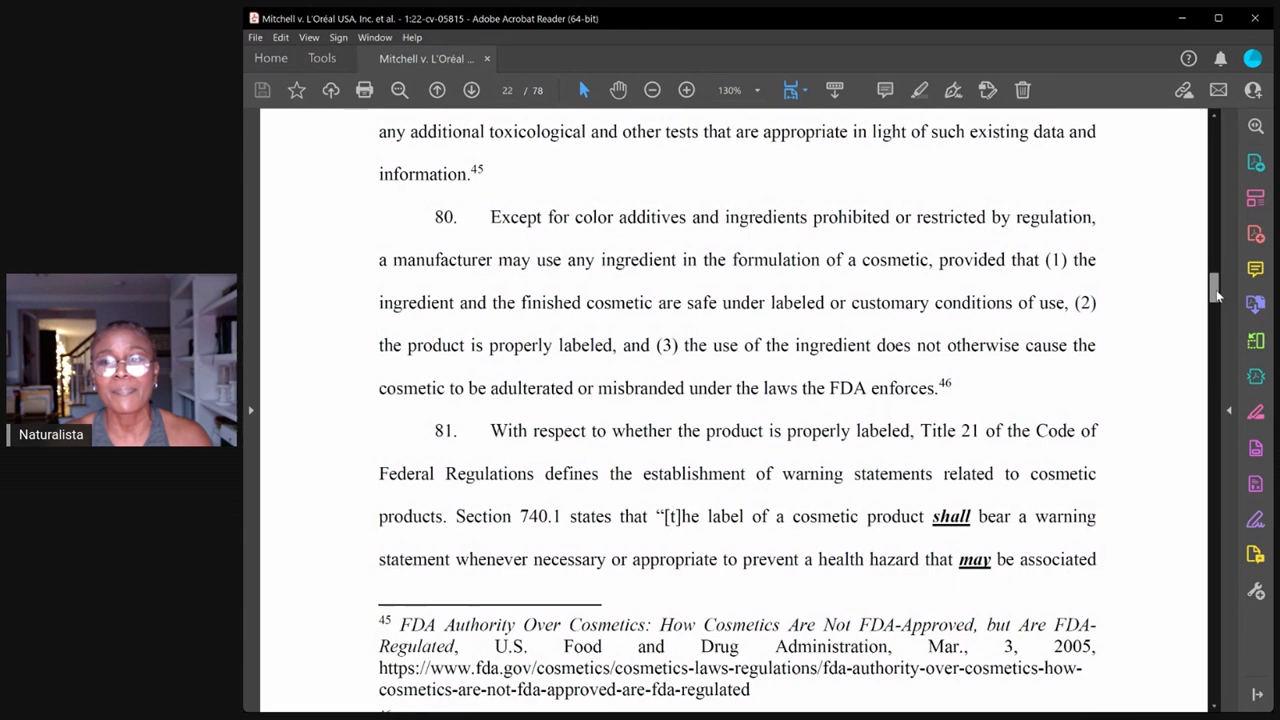 Mitchell v. L'Oréal USA, Inc. et al. - 1:22-cv-05815 - Adobe Acrobat Reader (64-bit)
File Edit View Sign Window Help
Home Tools Mitchell v. L'Oréal ... ×
22 / 78 130%
any additional toxicological and other tests that are appropriate in light of such existing data and
information.45
80. Except for color additives and ingredients prohibited or restricted by regulation,
a manufacturer may use any ingredient in the formulation of a cosmetic, provided that (1) the
ingredient and the finished cosmetic are safe under labeled or customary conditions of use, (2)
the product is properly labeled, and (3) the use of the ingredient does not otherwise cause the
cosmetic to be adulterated or misbranded under the laws the FDA enforces.46
81. With respect to whether the product is properly labeled, Title 21 of the Code of
Federal Regulations defines the establishment of warning statements related to cosmetic
products. Section 740.1 states that “[t]he label of a cosmetic product shall bear a warning
statement whenever necessary or appropriate to prevent a health hazard that may be associated
45 FDA Authority Over Cosmetics: How Cosmetics Are Not FDA-Approved, but Are FDA-
Regulated, U.S. Food and Drug Administration, Mar., 3, 2005,
https://www.fda.gov/cosmetics/cosmetics-laws-regulations/fda-authority-over-cosmetics-how-
cosmetics-are-not-fda-approved-are-fda-regulated
Naturalista